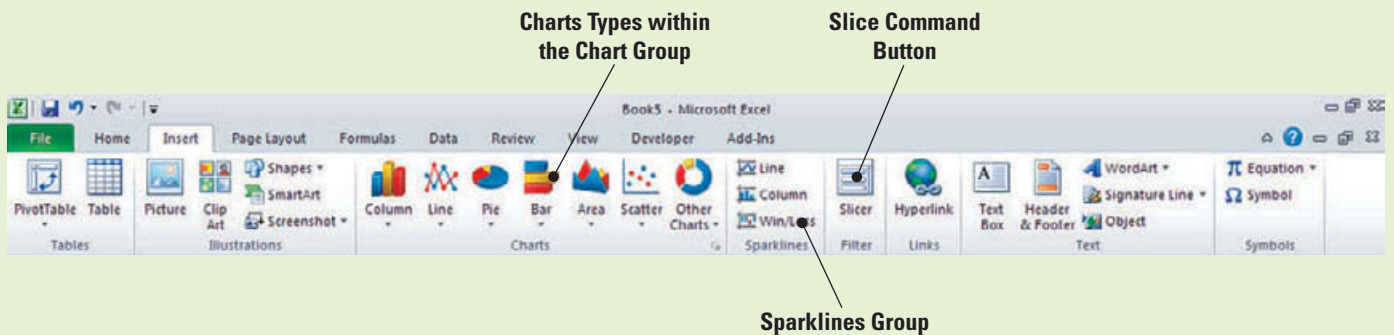 Charts Types within
the Chart Group
Slice Command
Button
Book5 - Microsoft Excel
File Home Insert Page Layout Formulas Data Review View Developer Add-Ins
PivotTable Table
Tables
Picture Clip
Art
Shapes
SmartArt
Screenshot
Illustrations
Column Line Pie Bar Area Scatter Other
Charts
Charts
Line
Column
Win/Loss
Sparklines
Slicer
Filter
Hyperlink
Links
A
Text
Box
Header
& Footer
WordArt
Signature Line
Object
Text
π Equation
Ω Symbol
Symbols
Sparklines Group